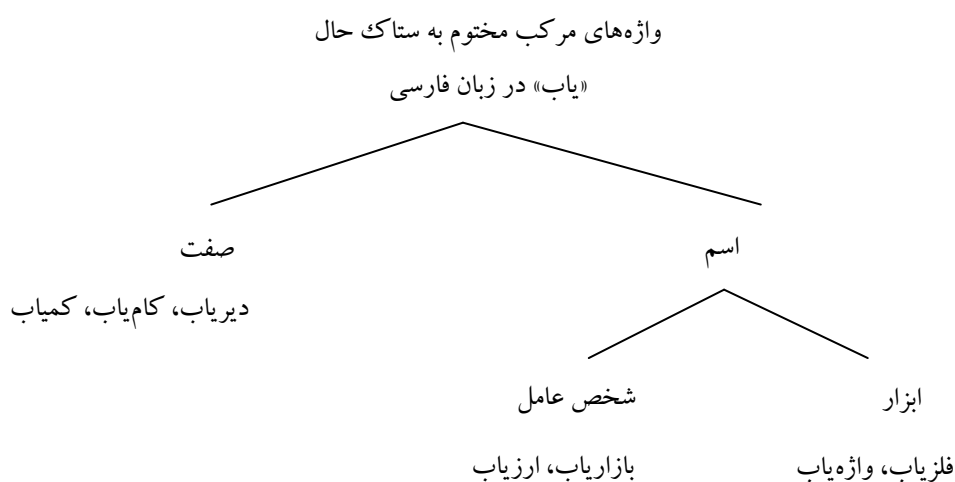 واژه‌های مرکب مختوم به ستاک حال
«یاب» در زبان فارسی
اسم
صفت
دیریاب، کام‌یاب، کمیاب
ابزار
شخص عامل
فلزیاب، واژه‌یاب
بازاریاب، ارزیاب